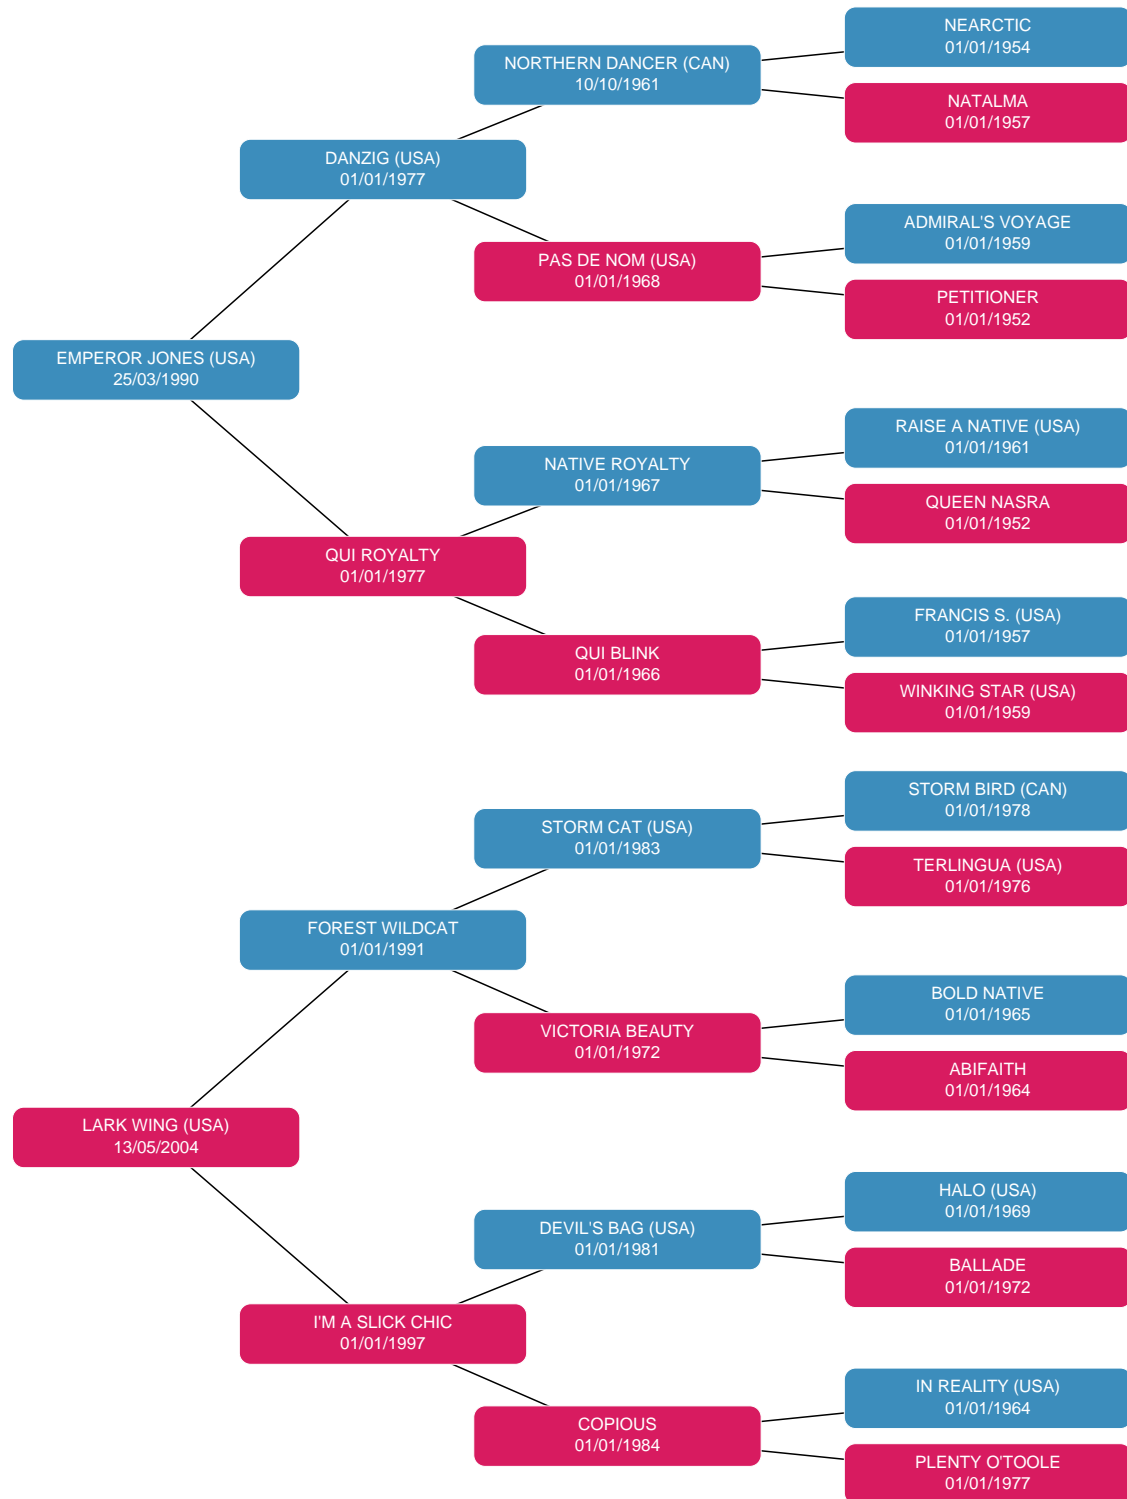 NEARCTIC
01/01/1954
NORTHERN DANCER (CAN)
10/10/1961
NATALMA
01/01/1957
DANZIG (USA)
01/01/1977
ADMIRAL'S VOYAGE
01/01/1959
PAS DE NOM (USA)
01/01/1968
PETITIONER
01/01/1952
EMPEROR JONES (USA)
25/03/1990
RAISE A NATIVE (USA)
01/01/1961
NATIVE ROYALTY
01/01/1967
QUEEN NASRA
01/01/1952
QUI ROYALTY
01/01/1977
FRANCIS S. (USA)
01/01/1957
QUI BLINK
01/01/1966
WINKING STAR (USA)
01/01/1959
STORM BIRD (CAN)
01/01/1978
STORM CAT (USA)
01/01/1983
TERLINGUA (USA)
01/01/1976
FOREST WILDCAT
01/01/1991
BOLD NATIVE
01/01/1965
VICTORIA BEAUTY
01/01/1972
ABIFAITH
01/01/1964
LARK WING (USA)
13/05/2004
HALO (USA)
01/01/1969
DEVIL'S BAG (USA)
01/01/1981
BALLADE
01/01/1972
I'M A SLICK CHIC
01/01/1997
IN REALITY (USA)
01/01/1964
COPIOUS
01/01/1984
PLENTY O'TOOLE
01/01/1977